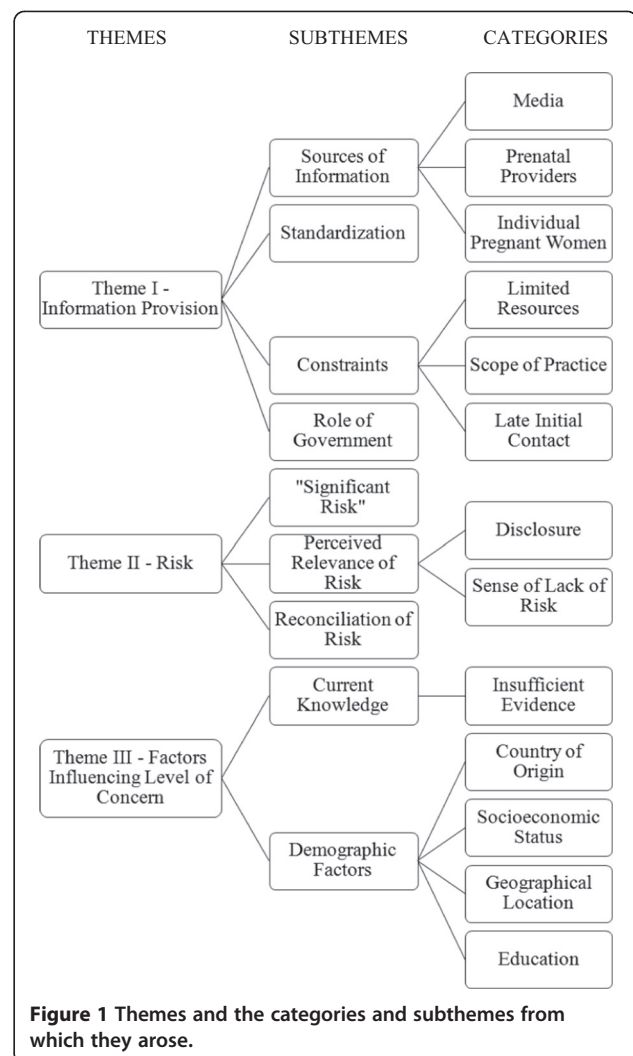 THEMES
SUBTHEMES
CATEGORIES
Media
Sources of
Information
Prenatal
Providers
Individual
Pregnant Women
Standardization
Theme I -
Information Provision
Limited
Resources
Constraints
Scope of Practice
Late Initial
Contact
Role of
Government
"Significant
Risk"
Theme II - Risk
Perceived
Relevance of
Risk
Disclosure
Sense of Lack of
Risk
Reconciliation of
Risk
Current
Knowledge
Insufficient
Evidence
Theme III - Factors
Influencing Level of
Concern
Country of
Origin
Socioeconomic
Status
Demographic
Factors
Geographical
Location
Education
Figure 1 Themes and the categories and subthemes from
which they arose.